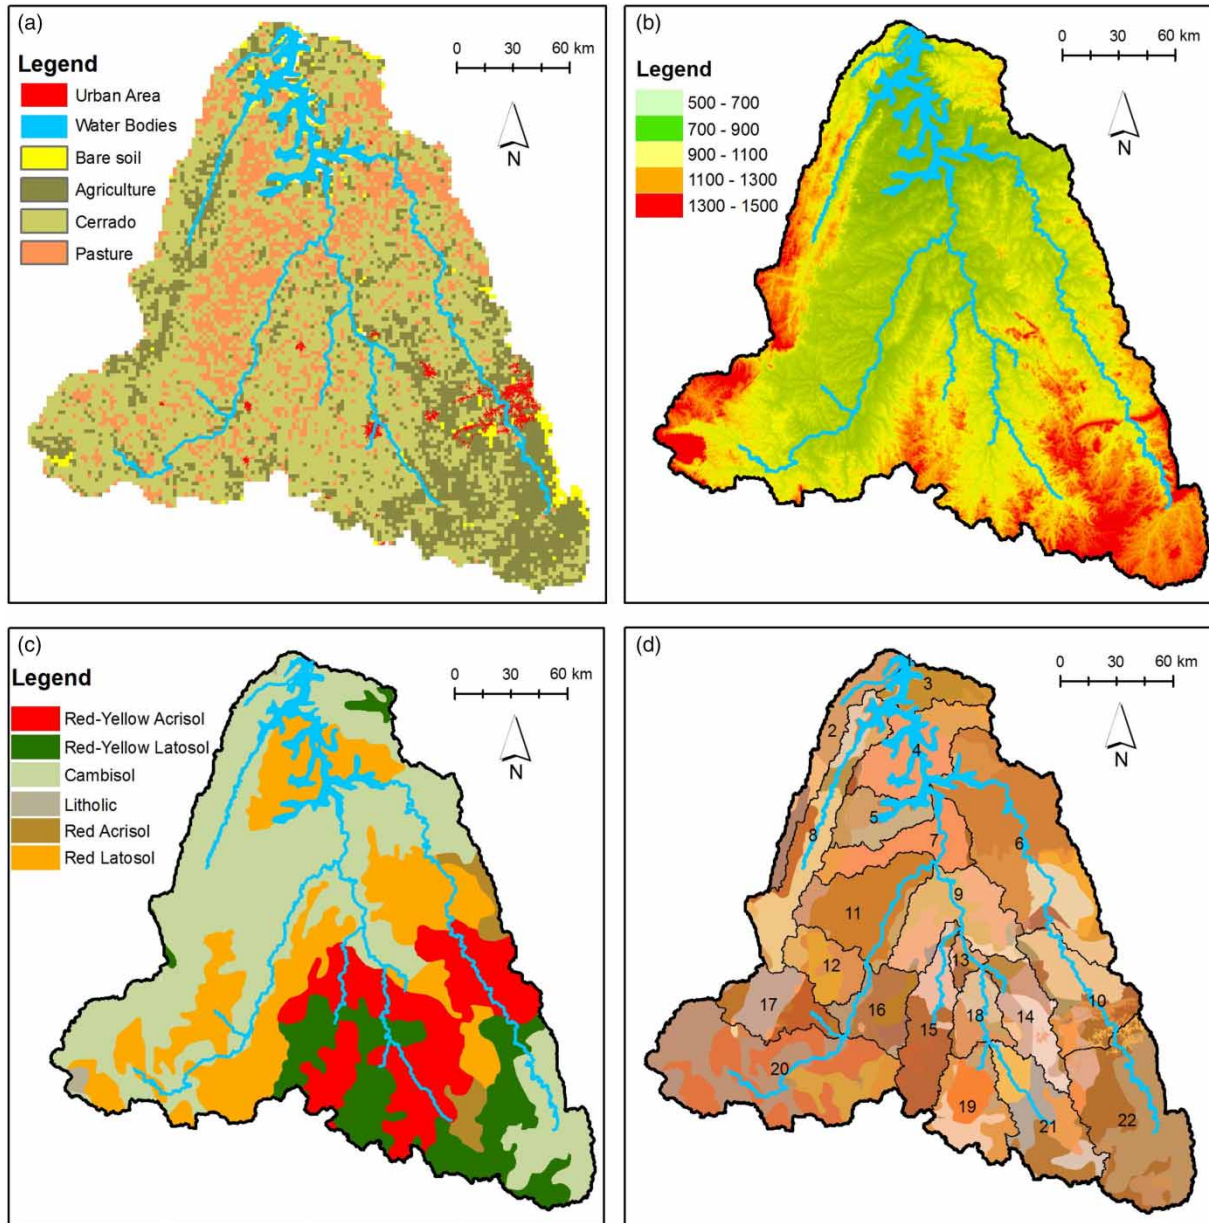 (a)
0 30 60 km
Legend
Urban Area
Water Bodies
Bare soil
Agriculture
Cerrado
Pasture
N
(b)
0 30 60 km
Legend
500 - 700
700 - 900
900 - 1100
1100 - 1300
1300 - 1500
N
(c)
0 30 60 km
Legend
Red-Yellow Acrisol
Red-Yellow Latosol
Cambisol
Litholic
Red Acrisol
Red Latosol
N
(d)
0 30 60 km
N
1
3
2
4
5
8
7
6
9
11
12
13
17
16
15
18
14
10
20
19
21
22